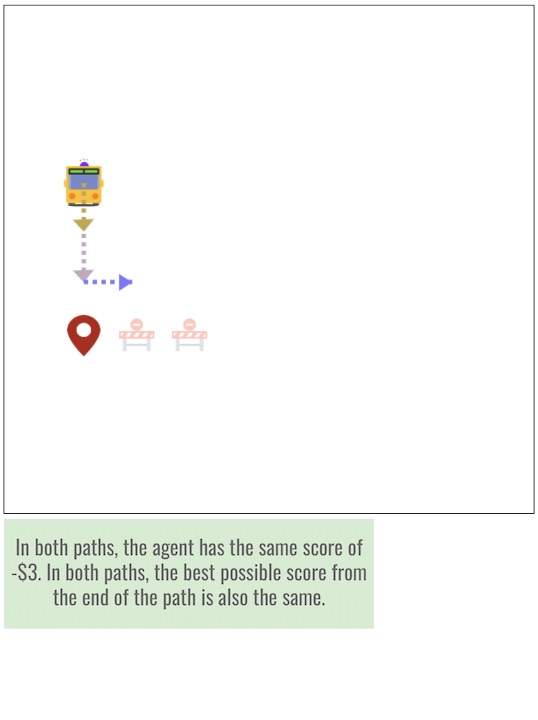 In both paths, the agent has the same score of
-$3. In both paths, the best possible score from
the end of the path is also the same.